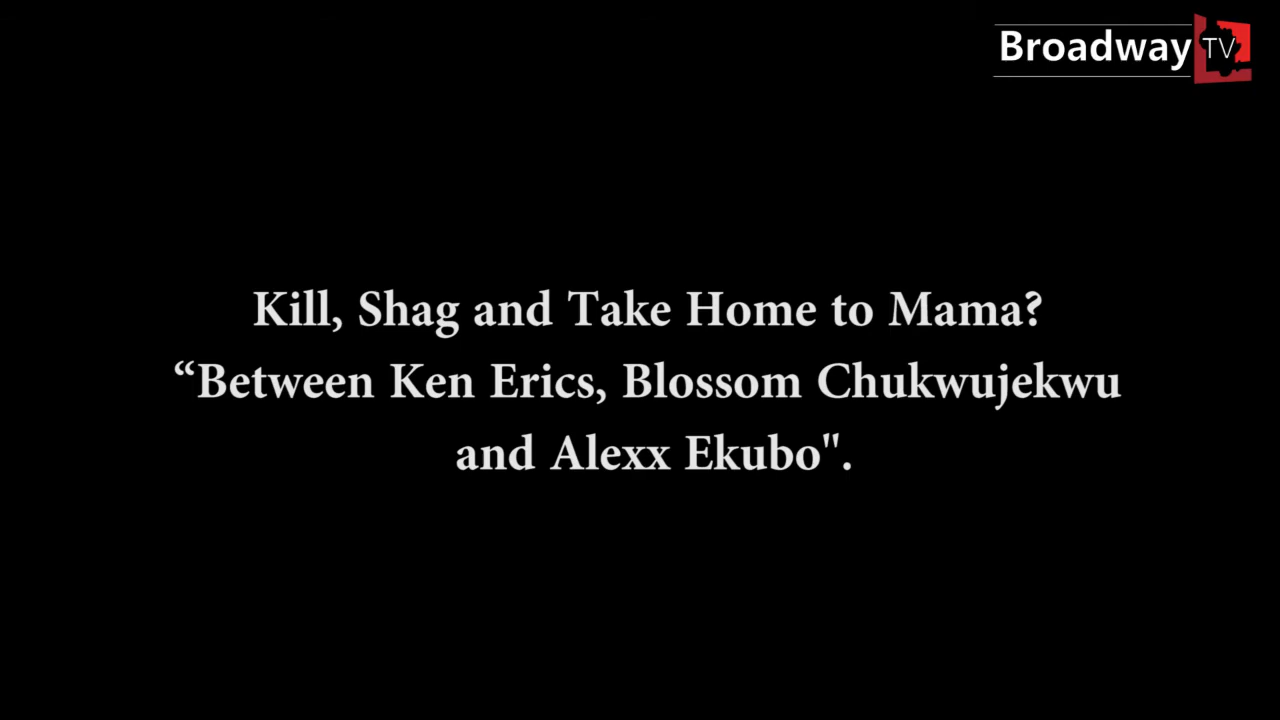 Broadway TV
Kill, Shag and Take Home to Mama?
“Between Ken Erics, Blossom Chukwujekwu
and Alexx Ekubo".